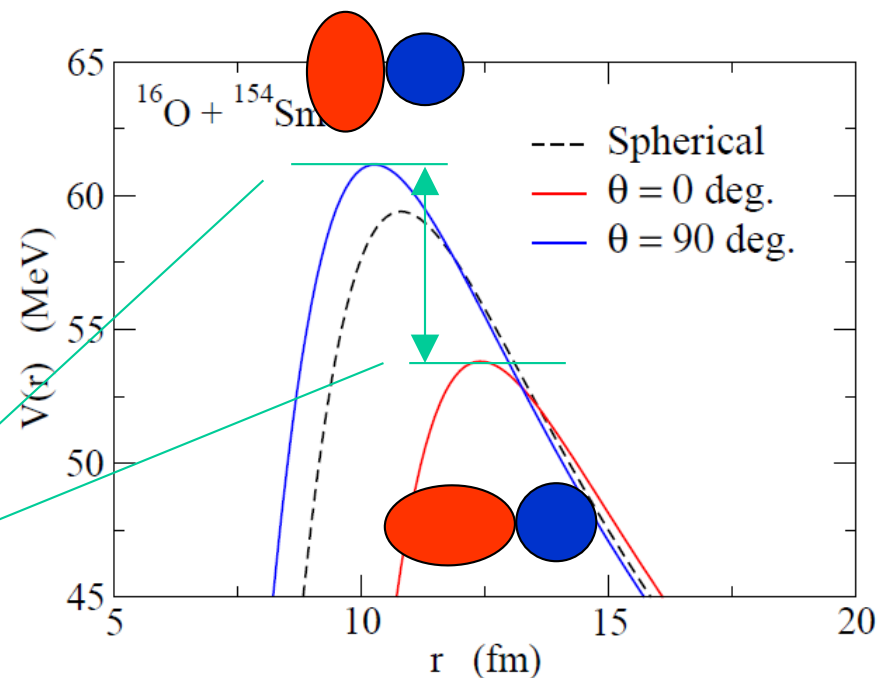 65
60
55
50
45
V(r) (MeV)
¹⁶O + ¹⁵⁴Sm
Spherical
θ = 0 deg.
θ = 90 deg.
5
10
15
20
r (fm)